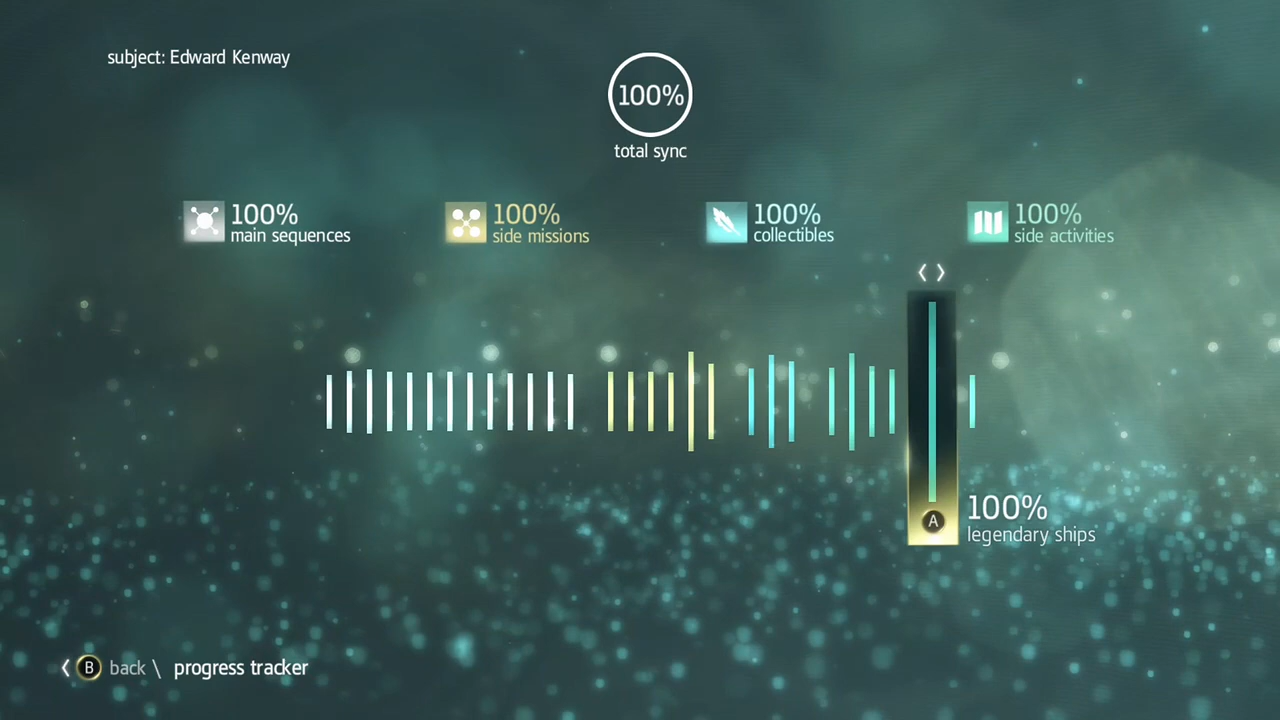 subject: Edward Kenway
100%
total sync
100%
main sequences
100%
side missions
100%
collectibles
100%
side activities
A
100%
legendary ships
B back \ progress tracker